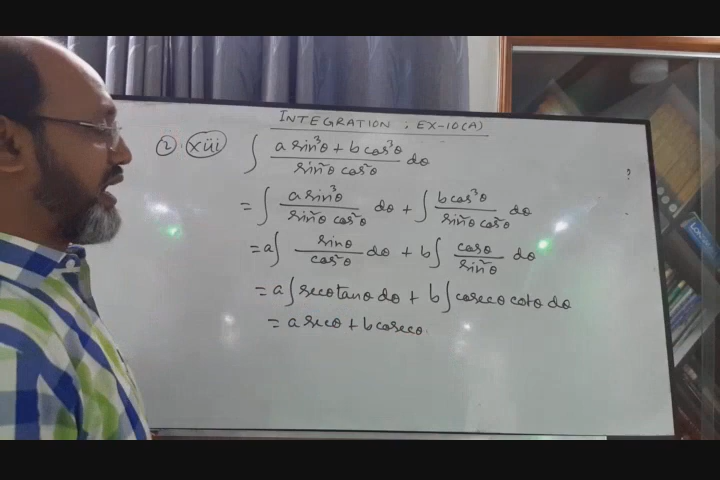 INTEGRATION : EX-10(A)
② xiii ∫ (a sin³θ + b cos³θ)/(sin²θ cos²θ) dθ
= ∫ (a sin³θ)/(sin²θ cos²θ) dθ + ∫ (b cos³θ)/(sin²θ cos²θ) dθ
= a∫ (sinθ)/(cos²θ) dθ + b∫ (cosθ)/(sin²θ) dθ
= a∫ secθ tanθ dθ + b∫ cosecθ cotθ dθ
= a secθ + b cosecθ.